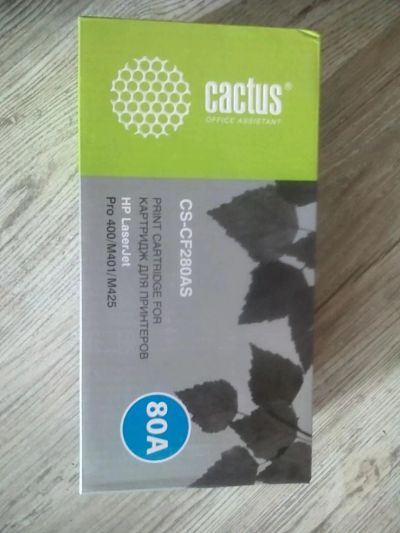 cactus®
OFFICE ASSISTANT
CS-CF280AS
PRINT CARTRIDGE FOR
КАРТРИДЖ ДЛЯ ПРИНТЕРОВ
HP LaserJet
Pro 400/M401/M425
80A